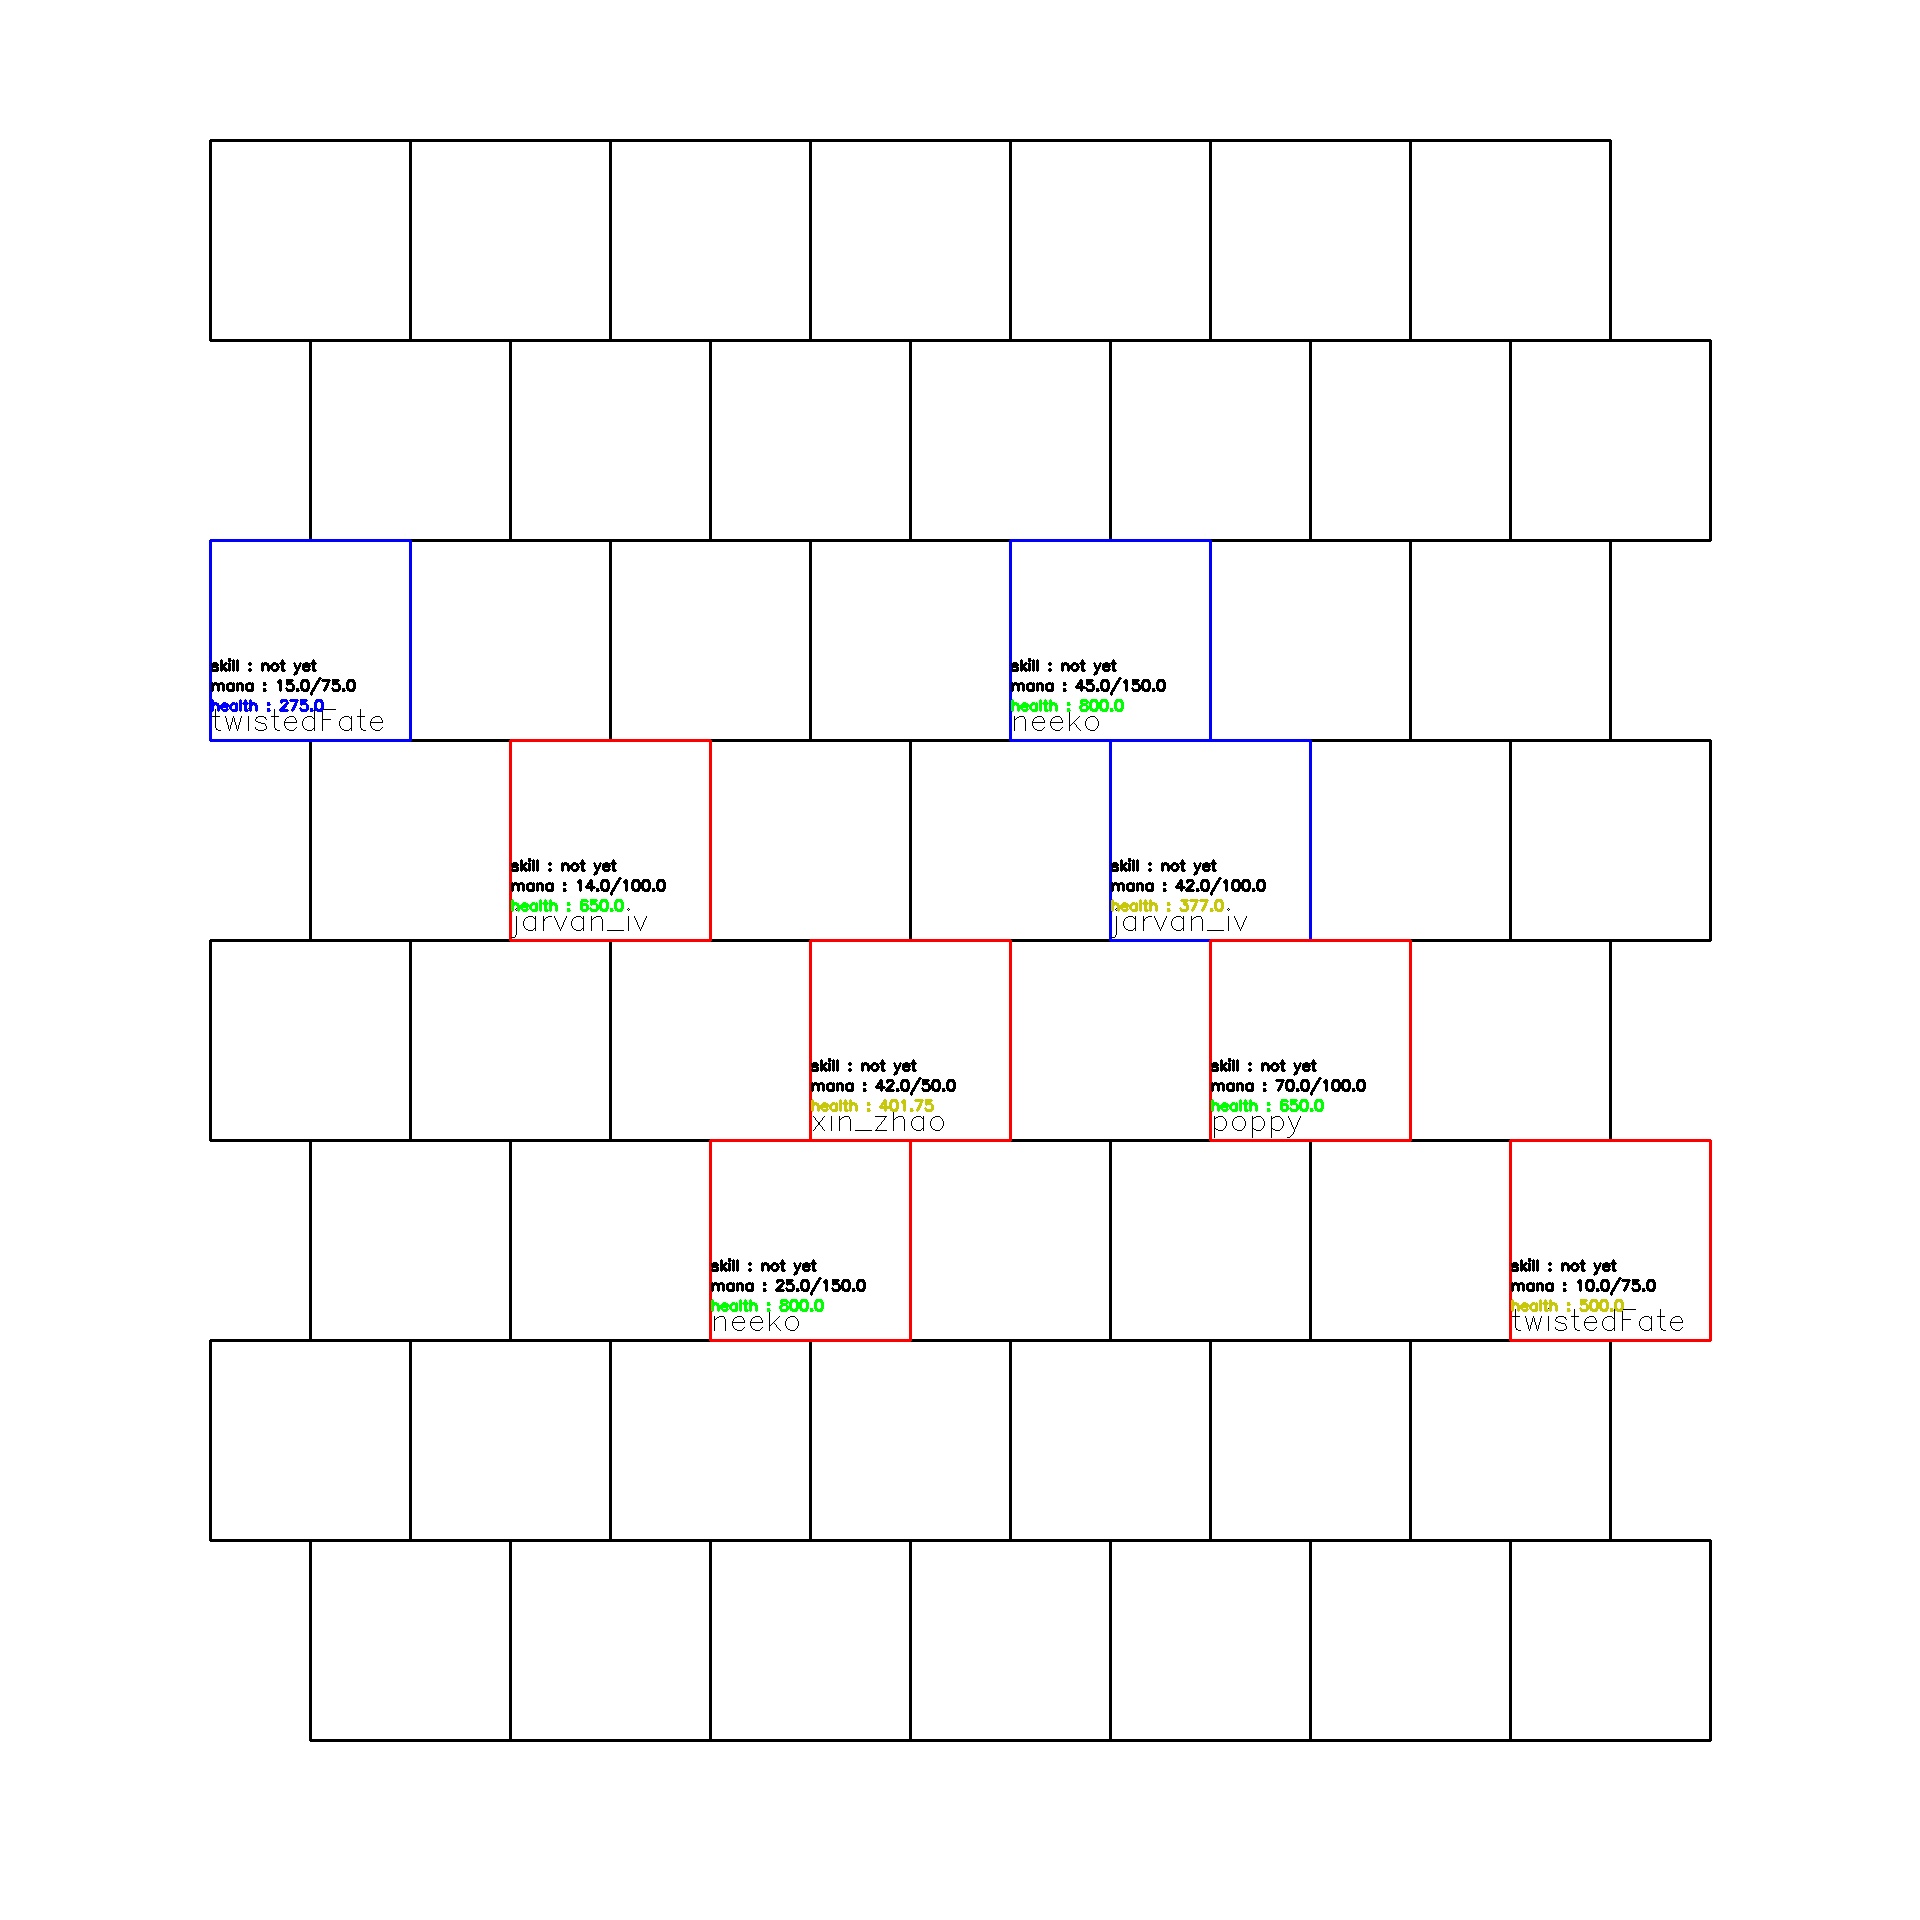 skill : not yet
mana : 15.0/75.0
health : 275.0
twistedFate
skill : not yet
mana : 45.0/150.0
health : 800.0
neeko
skill : not yet
mana : 14.0/100.0
health : 650.0
jarvan_iv
skill : not yet
mana : 42.0/100.0
health : 377.0
jarvan_iv
skill : not yet
mana : 42.0/50.0
health : 401.75
xin_zhao
skill : not yet
mana : 70.0/100.0
health : 650.0
poppy
skill : not yet
mana : 25.0/150.0
health : 800.0
neeko
skill : not yet
mana : 10.0/75.0
health : 500.0
twistedFate